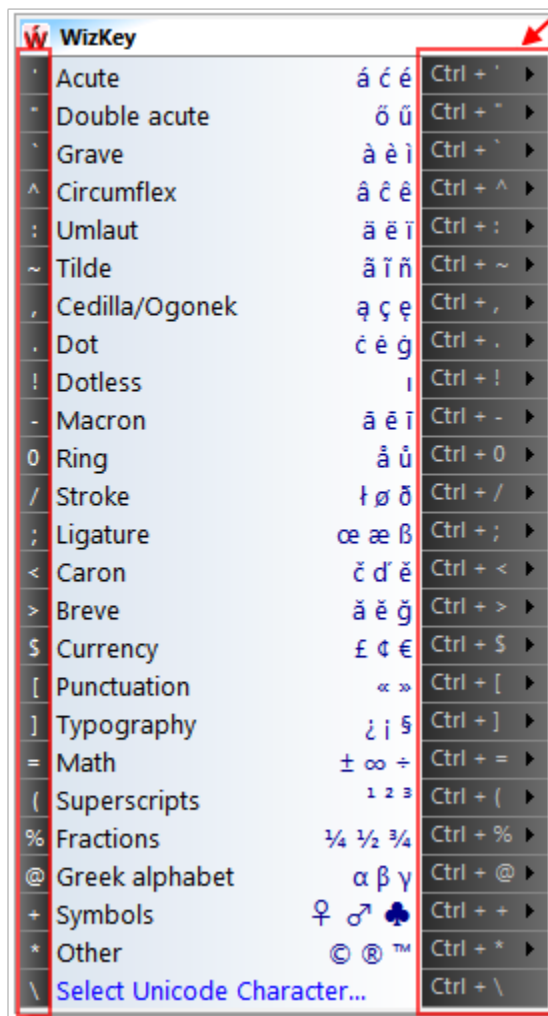 Ẃ WizKey
' Acute á ć é Ctrl + '
" Double acute ő ű Ctrl + "
` Grave à è ì Ctrl + `
^ Circumflex â ĉ ê Ctrl + ^
: Umlaut ä ë ï Ctrl + :
~ Tilde ã ĩ ñ Ctrl + ~
, Cedilla/Ogonek ą ç ę Ctrl + ,
. Dot ċ ė ġ Ctrl + .
! Dotless ı Ctrl + !
- Macron ā ē ī Ctrl + -
0 Ring å ů Ctrl + 0
/ Stroke ł ø ð Ctrl + /
; Ligature œ æ ß Ctrl + ;
< Caron č ď ě Ctrl + <
> Breve ă ĕ ğ Ctrl + >
$ Currency £ ¢ € Ctrl + $
[ Punctuation « » Ctrl + [
] Typography ¿ ¡ § Ctrl + ]
= Math ± ∞ ÷ Ctrl + =
( Superscripts ¹ ² ³ Ctrl + (
% Fractions ¼ ½ ¾ Ctrl + %
@ Greek alphabet α β γ Ctrl + @
+ Symbols ♀ ♂ ♣ Ctrl + +
* Other © ® ™ Ctrl + *
\ Select Unicode Character... Ctrl + \